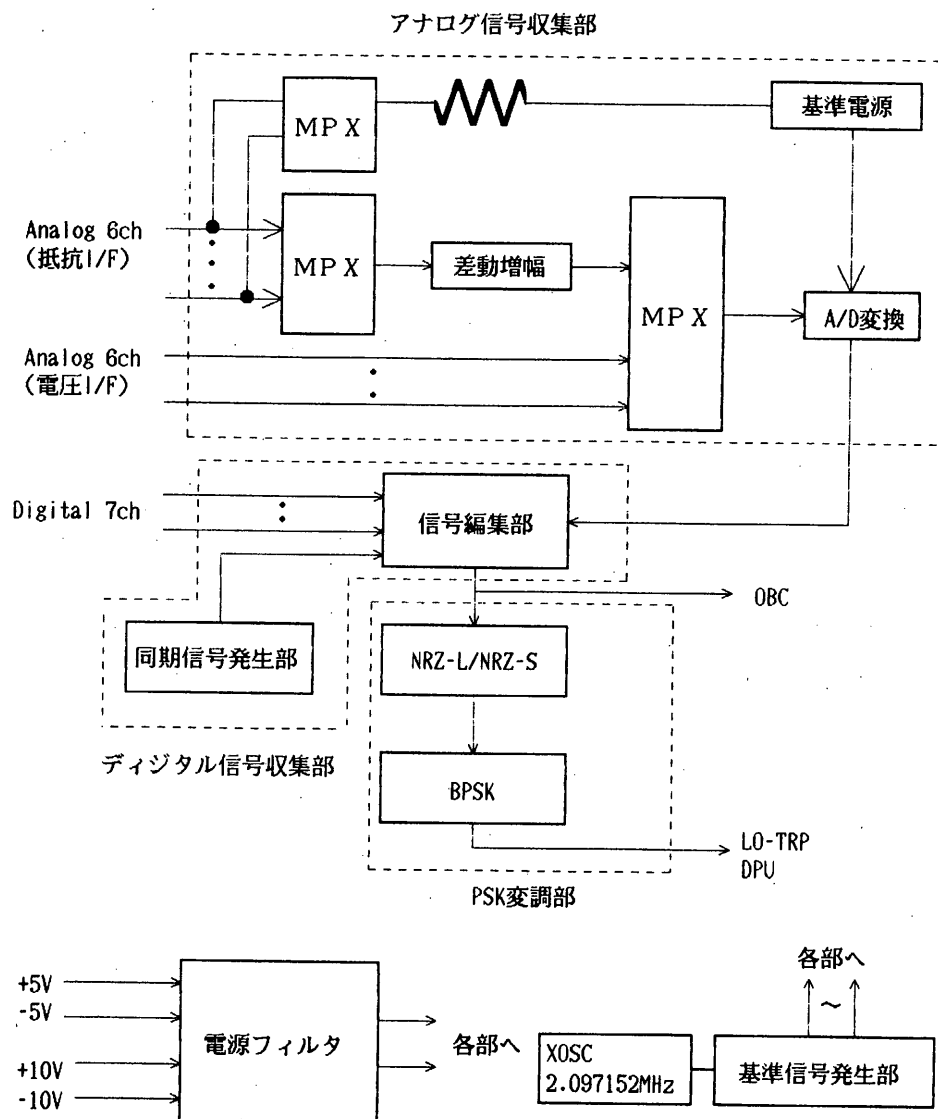 アナログ信号収集部
MPX
基準電源
Analog 6ch
(抵抗I/F)
MPX
差動増幅
MPX
A/D変換
Analog 6ch
(電圧I/F)
Digital 7ch
信号編集部
OBC
同期信号発生部
NRZ-L/NRZ-S
ディジタル信号収集部
BPSK
LO-TRP
DPU
PSK変調部
+5V
-5V
+10V
-10V
電源フィルタ
各部へ
XOSC
2.097152MHz
各部へ
～
基準信号発生部